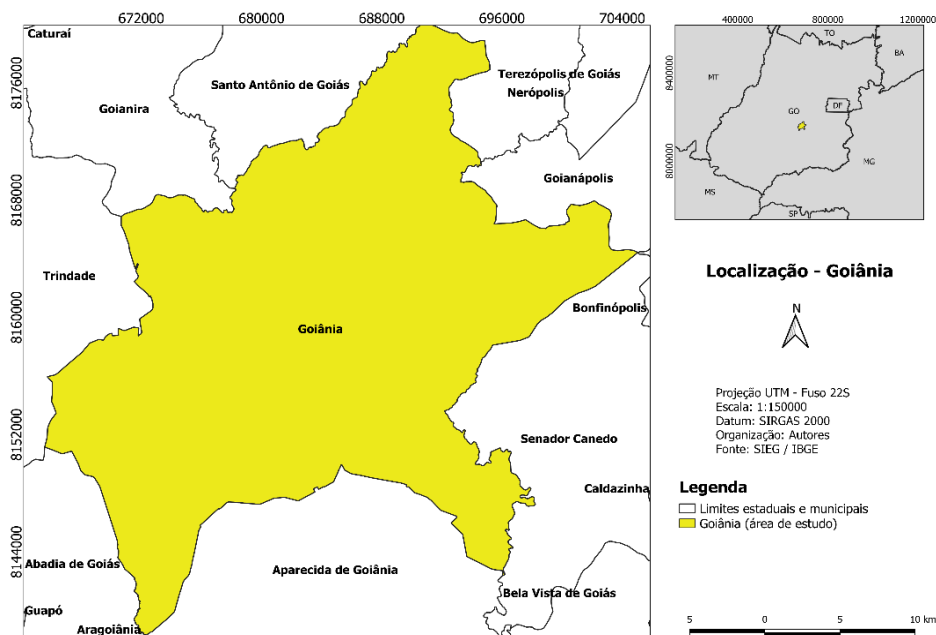 672000 680000 688000 696000 704000
Caturaí
Santo Antônio de Goiás
Terezópolis de Goiás
Nerópolis
Goianira
Goianápolis
Trindade
Bonfinópolis
Goiânia
Senador Canedo
Caldazinha
Abadia de Goiás
Aparecida de Goiânia
Bela Vista de Goiás
Guapó
Aragoiânia
8176000
8168000
8160000
8152000
8144000
400000 800000 1200000
8400000
8000000
TO
BA
MT
GO
DF
MG
MS
SP
Localização - Goiânia
N
Projeção UTM - Fuso 22S
Escala: 1:150000
Datum: SIRGAS 2000
Organização: Autores
Fonte: SIEG / IBGE
Legenda
Limites estaduais e municipais
Goiânia (área de estudo)
5 0 5 10 km